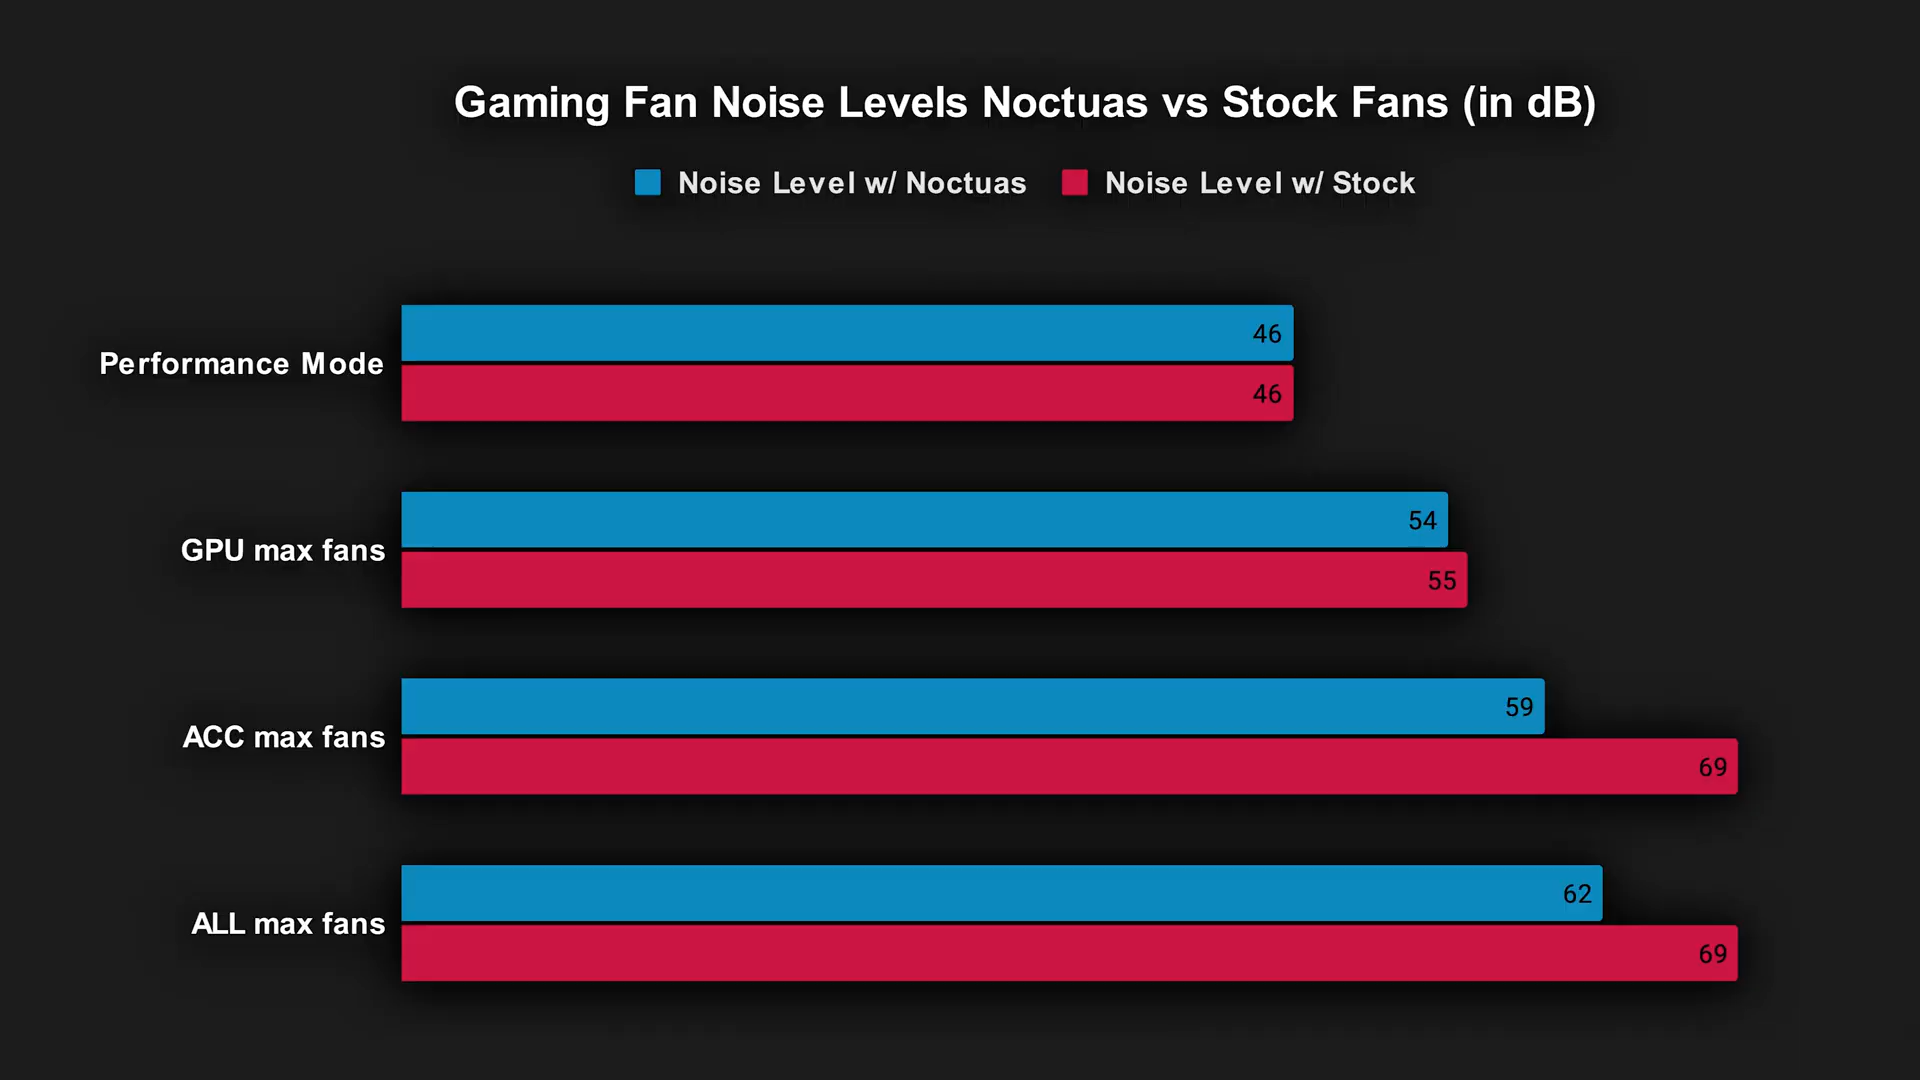 Gaming Fan Noise Levels Noctuas vs Stock Fans (in dB)
Noise Level w/ Noctuas Noise Level w/ Stock
Performance Mode
46
46
GPU max fans
54
55
ACC max fans
59
69
ALL max fans
62
69